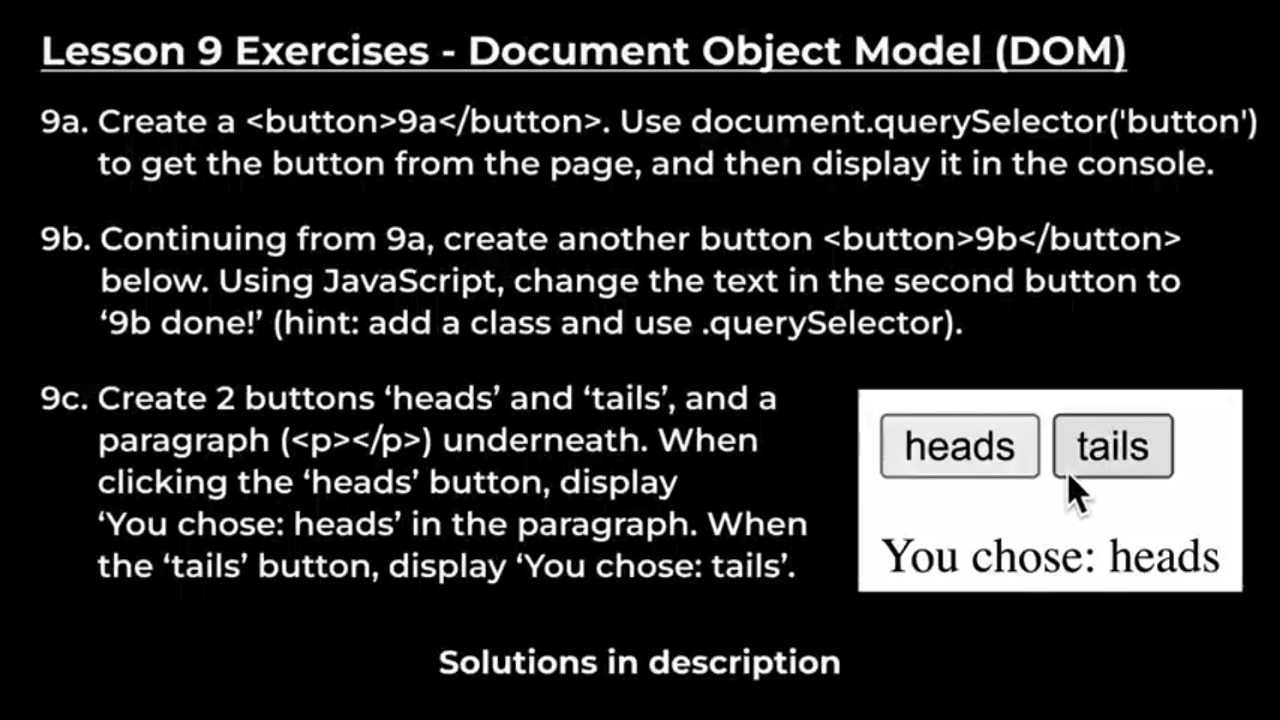 Lesson 9 Exercises - Document Object Model (DOM)
9a. Create a <button>9a</button>. Use document.querySelector('button')
to get the button from the page, and then display it in the console.
9b. Continuing from 9a, create another button <button>9b</button>
below. Using JavaScript, change the text in the second button to
‘9b done!’ (hint: add a class and use .querySelector).
9c. Create 2 buttons ‘heads’ and ‘tails’, and a
paragraph (<p></p>) underneath. When
clicking the ‘heads’ button, display
‘You chose: heads’ in the paragraph. When
the ‘tails’ button, display ‘You chose: tails’.
heads tails
You chose: heads
Solutions in description